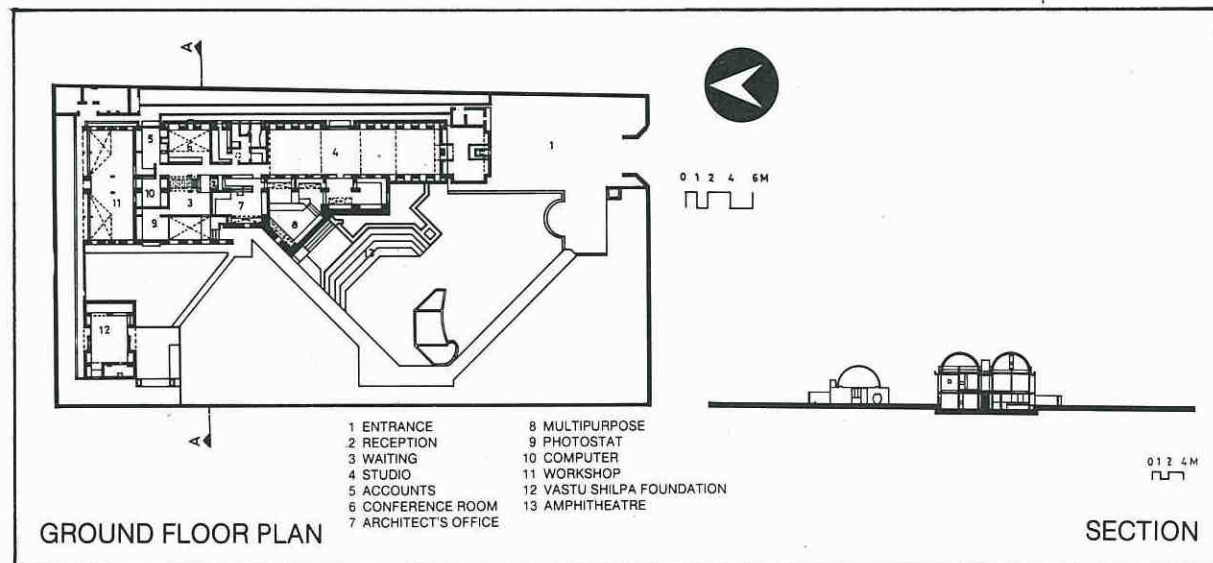 A
5
6
4
1
10
3
11
7
9
8
13
12
A
0 1 2 4 6M
1 ENTRANCE
2 RECEPTION
3 WAITING
4 STUDIO
5 ACCOUNTS
6 CONFERENCE ROOM
7 ARCHITECT'S OFFICE
8 MULTIPURPOSE
9 PHOTOSTAT
10 COMPUTER
11 WORKSHOP
12 VASTU SHILPA FOUNDATION
13 AMPHITHEATRE
0 1 2 4M
GROUND FLOOR PLAN
SECTION